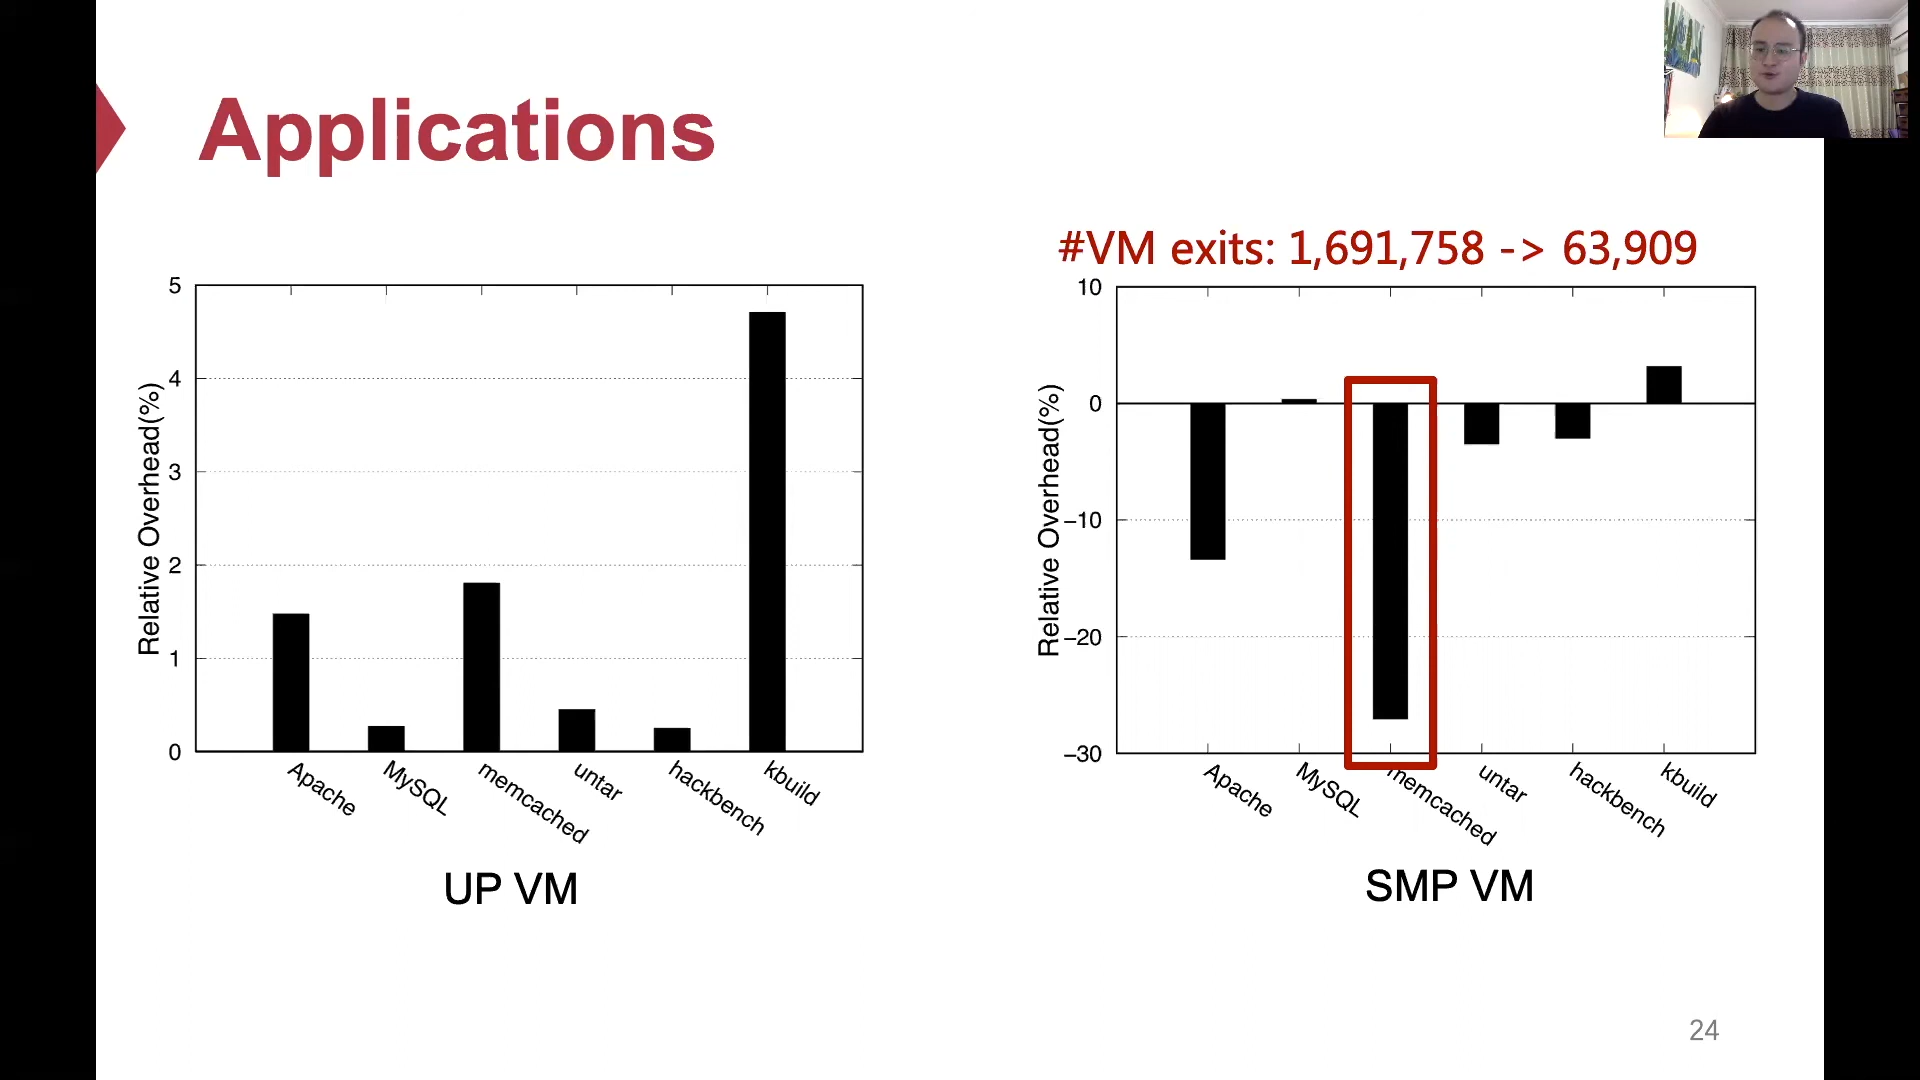 Applications
#VM exits: 1,691,758 -> 63,909
Relative Overhead(%)
5
4
3
2
1
0
Apache
MySQL
memcached
untar
hackbench
kbuild
UP VM
Relative Overhead(%)
10
0
−10
−20
−30
Apache
MySQL
memcached
untar
hackbench
kbuild
SMP VM
24